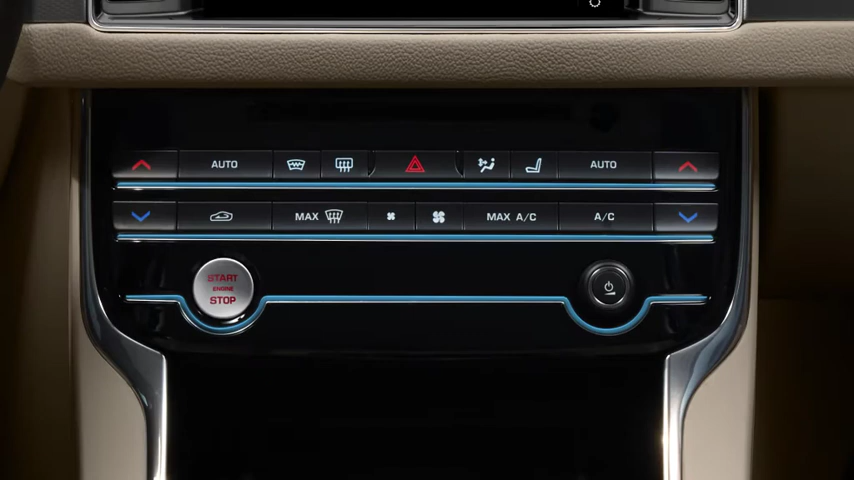 AUTO
AUTO
MAX
MAX A/C
A/C
START
ENGINE
STOP